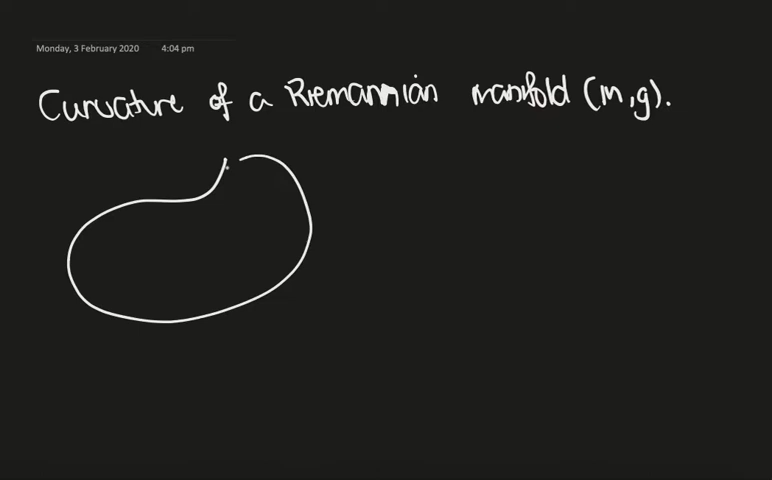 Monday, 3 February 2020 4:04 pm
Curvature of a Riemannian manifold (M, g).